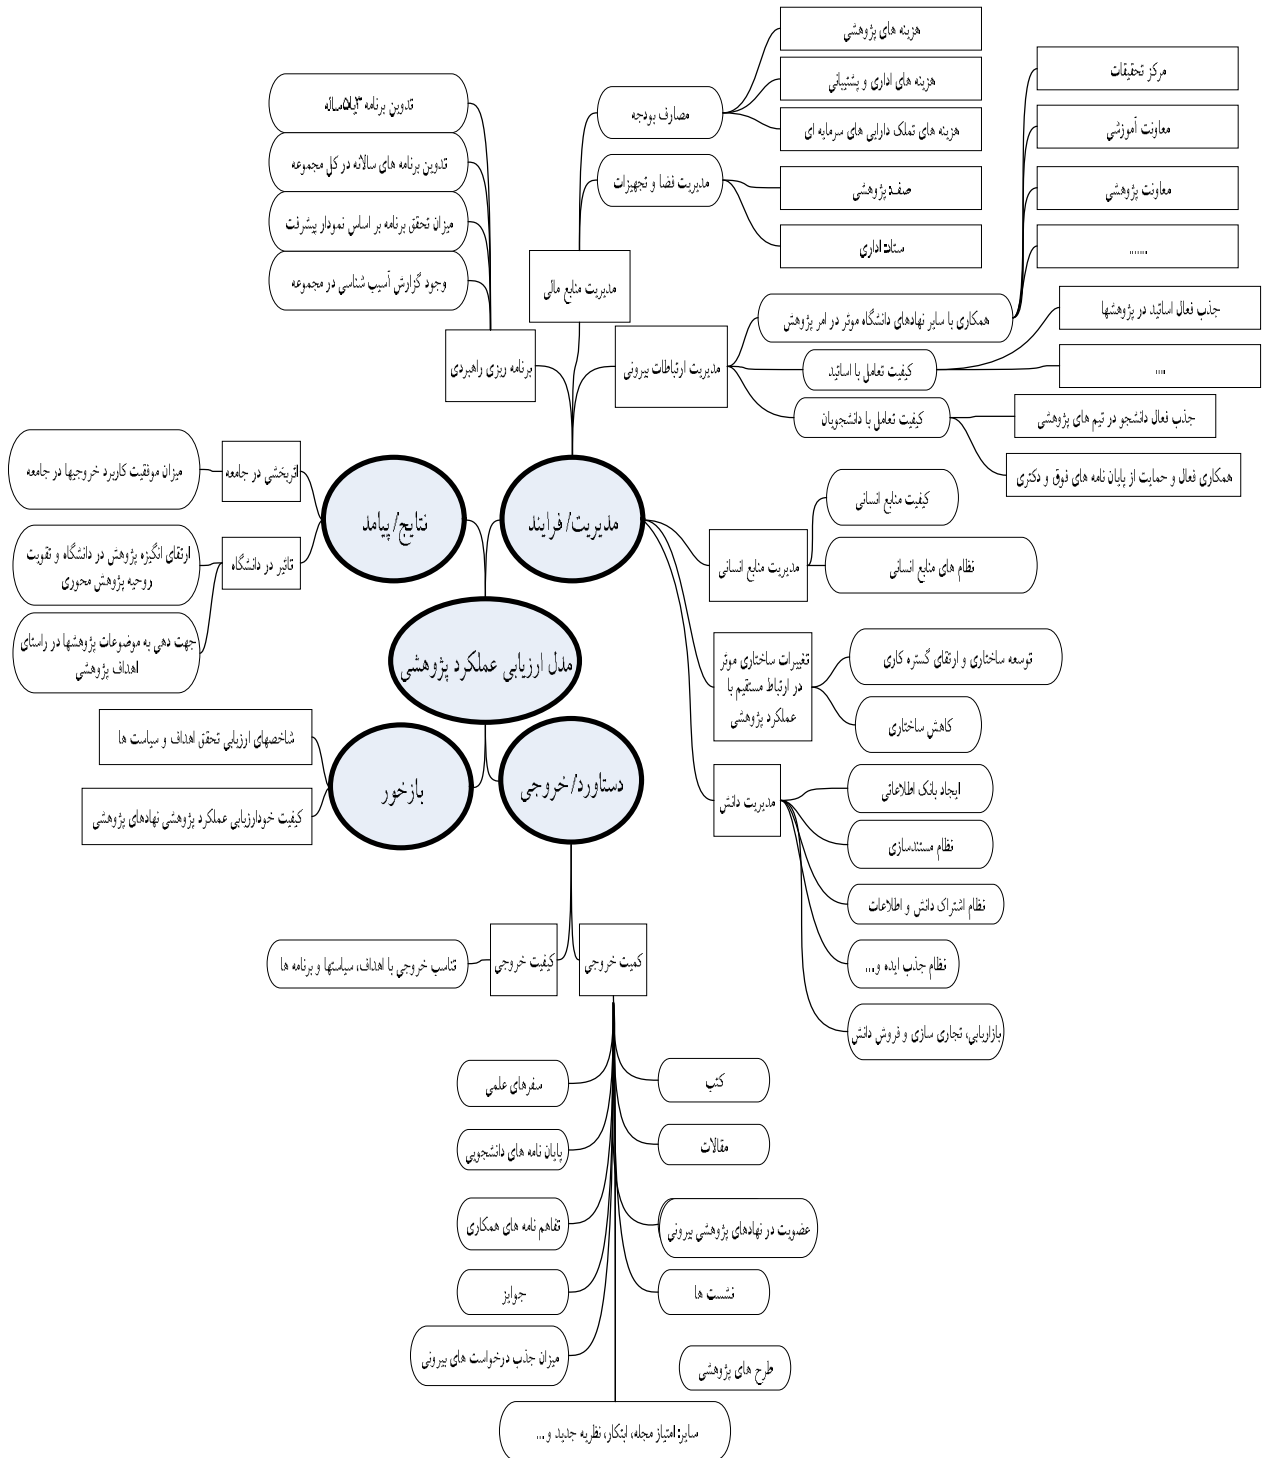 هزینه های پژوهشی
هزینه های اداری و پشتیبانی
هزینه های تملک دارایی های سرمایه ای
مصارف بودجه
مدیریت فضا و تجهیزات
صف: پژوهشی
ستاد: اداری
مدیریت منابع مالی
مرکز تحقیقات
معاونت آموزشی
معاونت پژوهشی
.......
همکاری با سایر نهادهای دانشگاه موثر در امر پژوهش
جذب فعال اساتید در پژوهشها
....
مدیریت ارتباطات بیرونی
کیفیت تعامل با اساتید
کیفیت تعامل با دانشجویان
جذب فعال دانشجو در تیم های پژوهشی
همکاری فعال و حمایت از پایان نامه های فوق و دکتری
تدوین برنامه ۳یا۵ساله
تدوین برنامه های سالانه در کل مجموعه
میزان تحقق برنامه بر اساس نمودار پیشرفت
وجود گزارش آسیب شناسی در مجموعه
برنامه ریزی راهبردی
مدیریت/ فرایند
کیفیت منابع انسانی
مدیریت منابع انسانی
نظام های منابع انسانی
تغییرات ساختاری موثر
در ارتباط مستقیم با
عملکرد پژوهشی
توسعه ساختاری و ارتقای گستره کاری
کاهش ساختاری
مدیریت دانش
ایجاد بانک اطلاعاتی
نظام مستندسازی
نظام اشتراک دانش و اطلاعات
نظام جذب ایده و....
بازاریابی، تجاری سازی و فروش دانش
نتایج/ پیامد
اثربخشی در جامعه
میزان موفقیت کاربرد خروجیها در جامعه
تاثیر در دانشگاه
ارتقای انگیزه پژوهش در دانشگاه و تقویت
روحیه پژوهش محوری
جهت دهی به موضوعات پژوهشها در راستای
اهداف پژوهشی
مدل ارزیابی عملکرد پژوهشی
بازخور
شاخصهای ارزیابی تحقق اهداف و سیاست ها
کیفیت خودارزیابی عملکرد پژوهشی نهادهای پژوهشی
دستاورد/ خروجی
کمیت خروجی
کیفیت خروجی
تناسب خروجی با اهداف، سیاستها و برنامه ها
کتب
سفرهای علمی
مقالات
پایان نامه های دانشجویی
عضویت در نهادهای پژوهشی بیرونی
تفاهم نامه های همکاری
نشست ها
جوایز
طرح های پژوهشی
میزان جذب درخواست های بیرونی
سایر: امتیاز مجله، ابتکار، نظریه جدید و ...